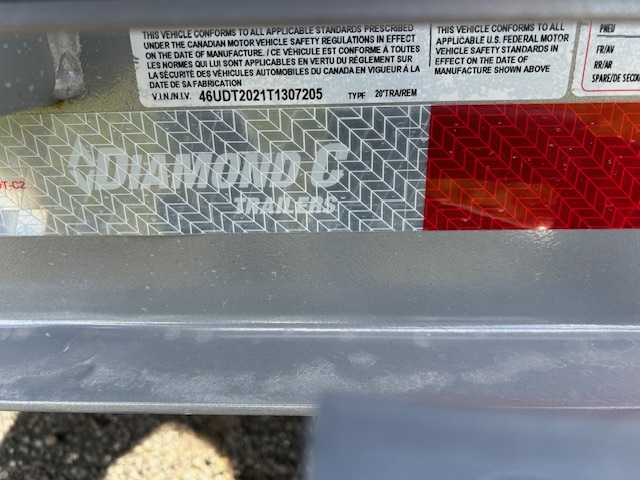 THIS VEHICLE CONFORMS TO ALL APPLICABLE STANDARDS PRESCRIBED
UNDER THE CANADIAN MOTOR VEHICLE SAFETY REGULATIONS IN EFFECT
ON THE DATE OF MANUFACTURE. / CE VÉHICULE EST CONFORME À TOUTES
LES NORMES QUI LUI SONT APPLICABLES EN VERTU DU RÈGLEMENT SUR
LA SÉCURITÉ DES VÉHICULES AUTOMOBILES DU CANADA EN VIGUEUR À LA
DATE DE SA FABRICATION.
V.I.N./N.I.V. 46UDT2021T1307205 TYPE 20'TRA/REM
THIS VEHICLE CONFORMS TO ALL
APPLICABLE U.S. FEDERAL MOTOR
VEHICLE SAFETY STANDARDS IN
EFFECT ON THE DATE OF
MANUFACTURE SHOWN ABOVE
PNEU
FR/AV
RR/AR
SPARE/DE SECOU
OT-C2
DIAMOND C
TRAILERS